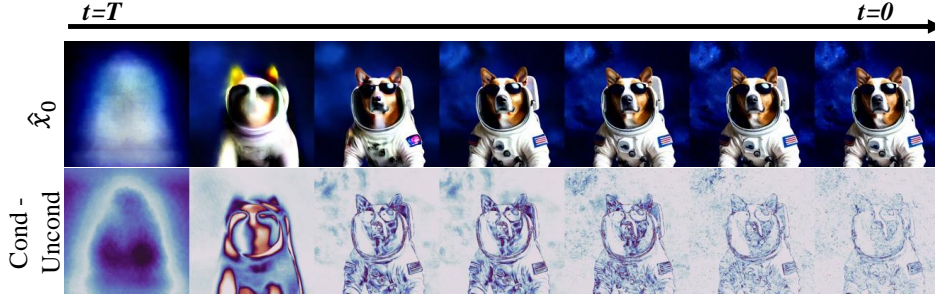 t=T
t=0
x̂₀
Cond -
Uncond